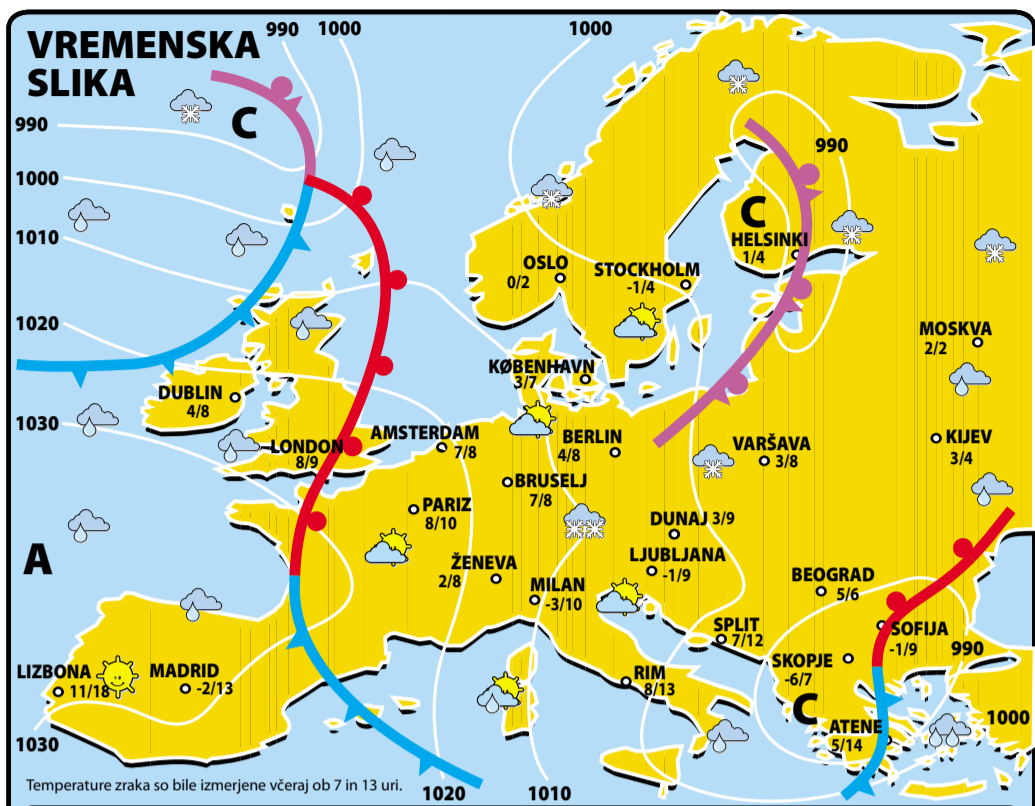 VREMENSKA
SLIKA
990
1000
1000
990
C
990
1000
C
1010
HELSINKI
1/4
OSLO
0/2
STOCKHOLM
-1/4
1020
MOSKVA
2/2
KØBENHAVN
3/7
DUBLIN
4/8
1030
LONDON
8/9
AMSTERDAM
7/8
BERLIN
4/8
VARŠAVA
3/8
KIJEV
3/4
BRUSELJ
7/8
PARIZ
8/10
DUNAJ 3/9
A
ŽENEVA
2/8
LJUBLJANA
-1/9
MILAN
-3/10
BEOGRAD
5/6
SPLIT
7/12
SOFIJA
-1/9
990
LIZBONA
11/18
MADRID
-2/13
RIM
8/13
SKOPJE
-6/7
C
ATENE
5/14
1000
1030
Temperature zraka so bile izmerjene včeraj ob 7 in 13 uri.
1020
1010